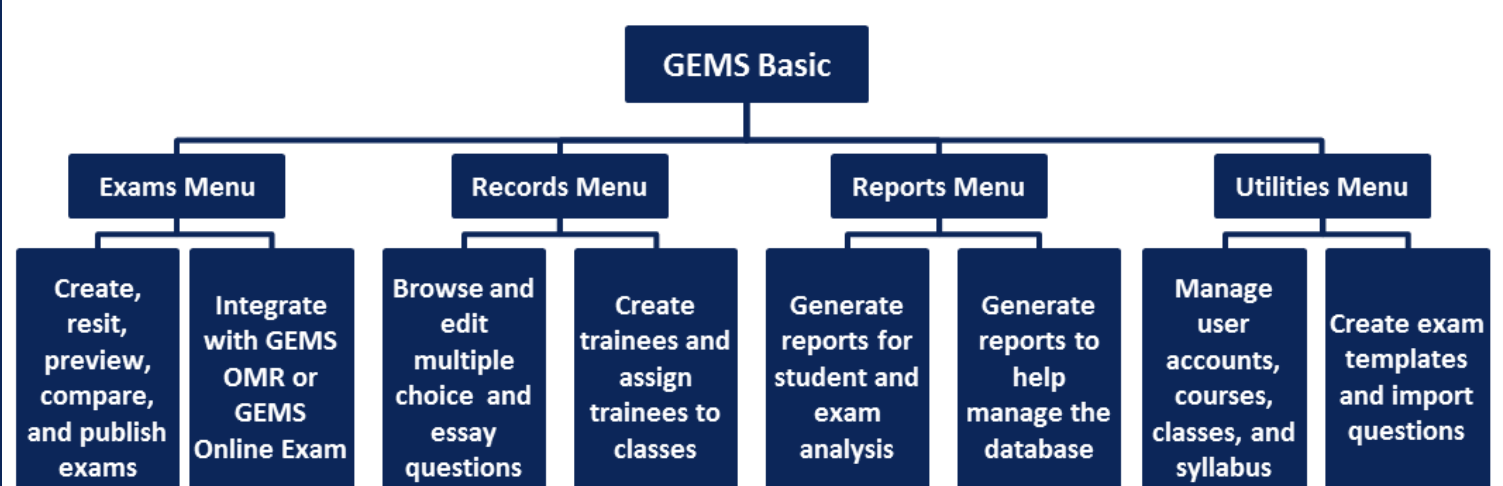 GEMS Basic
Exams Menu
Records Menu
Reports Menu
Utilities Menu
Create,
resit,
preview,
compare,
and publish
exams
Integrate
with GEMS
OMR or
GEMS
Online Exam
Browse and
edit
multiple
choice and
essay
questions
Create
trainees and
assign
trainees to
classes
Generate
reports for
student and
exam
analysis
Generate
reports to
help
manage the
database
Manage
user
accounts,
courses,
classes, and
syllabus
Create exam
templates
and import
questions